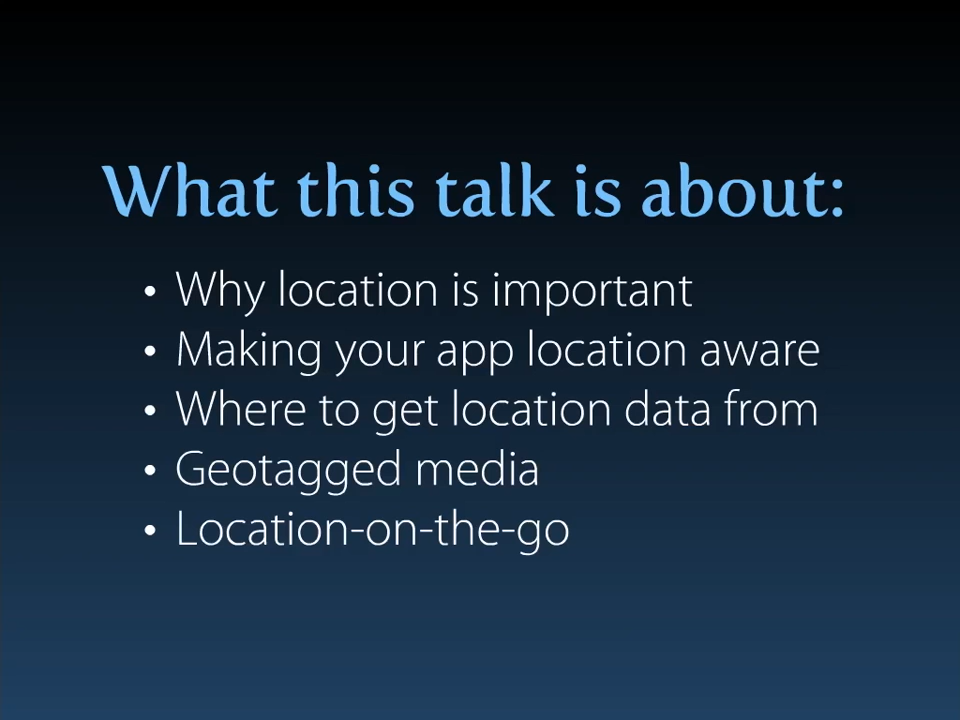 What this talk is about:
• Why location is important
• Making your app location aware
• Where to get location data from
• Geotagged media
• Location-on-the-go